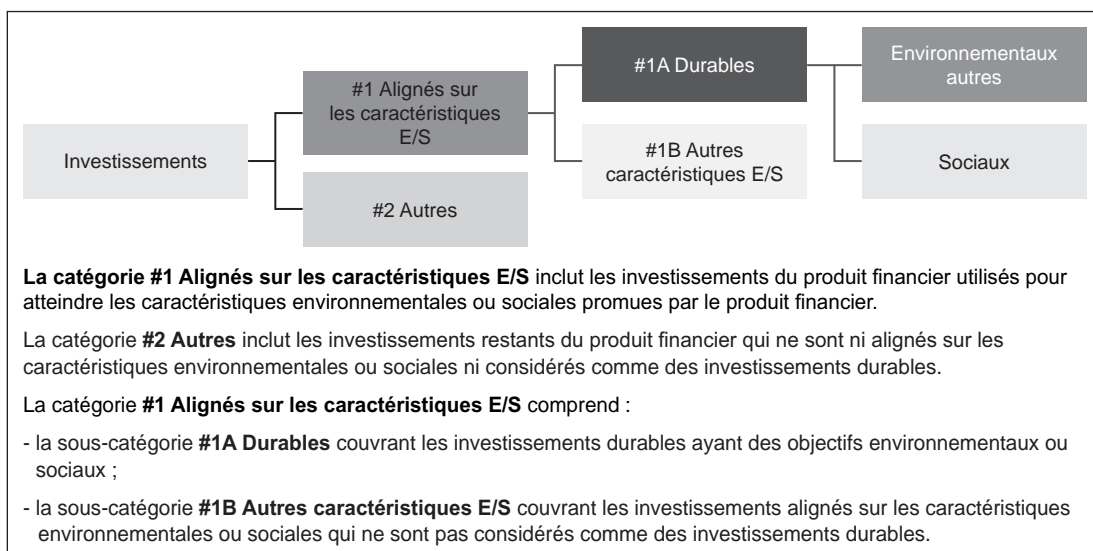 Investissements
#1 Alignés sur
les caractéristiques
E/S
#2 Autres
#1A Durables
#1B Autres
caractéristiques E/S
Environnementaux
autres
Sociaux
La catégorie #1 Alignés sur les caractéristiques E/S inclut les investissements du produit financier utilisés pour
atteindre les caractéristiques environnementales ou sociales promues par le produit financier.
La catégorie #2 Autres inclut les investissements restants du produit financier qui ne sont ni alignés sur les
caractéristiques environnementales ou sociales ni considérés comme des investissements durables.
La catégorie #1 Alignés sur les caractéristiques E/S comprend :
- la sous-catégorie #1A Durables couvrant les investissements durables ayant des objectifs environnementaux ou
sociaux ;
- la sous-catégorie #1B Autres caractéristiques E/S couvrant les investissements alignés sur les caractéristiques
environnementales ou sociales qui ne sont pas considérés comme des investissements durables.